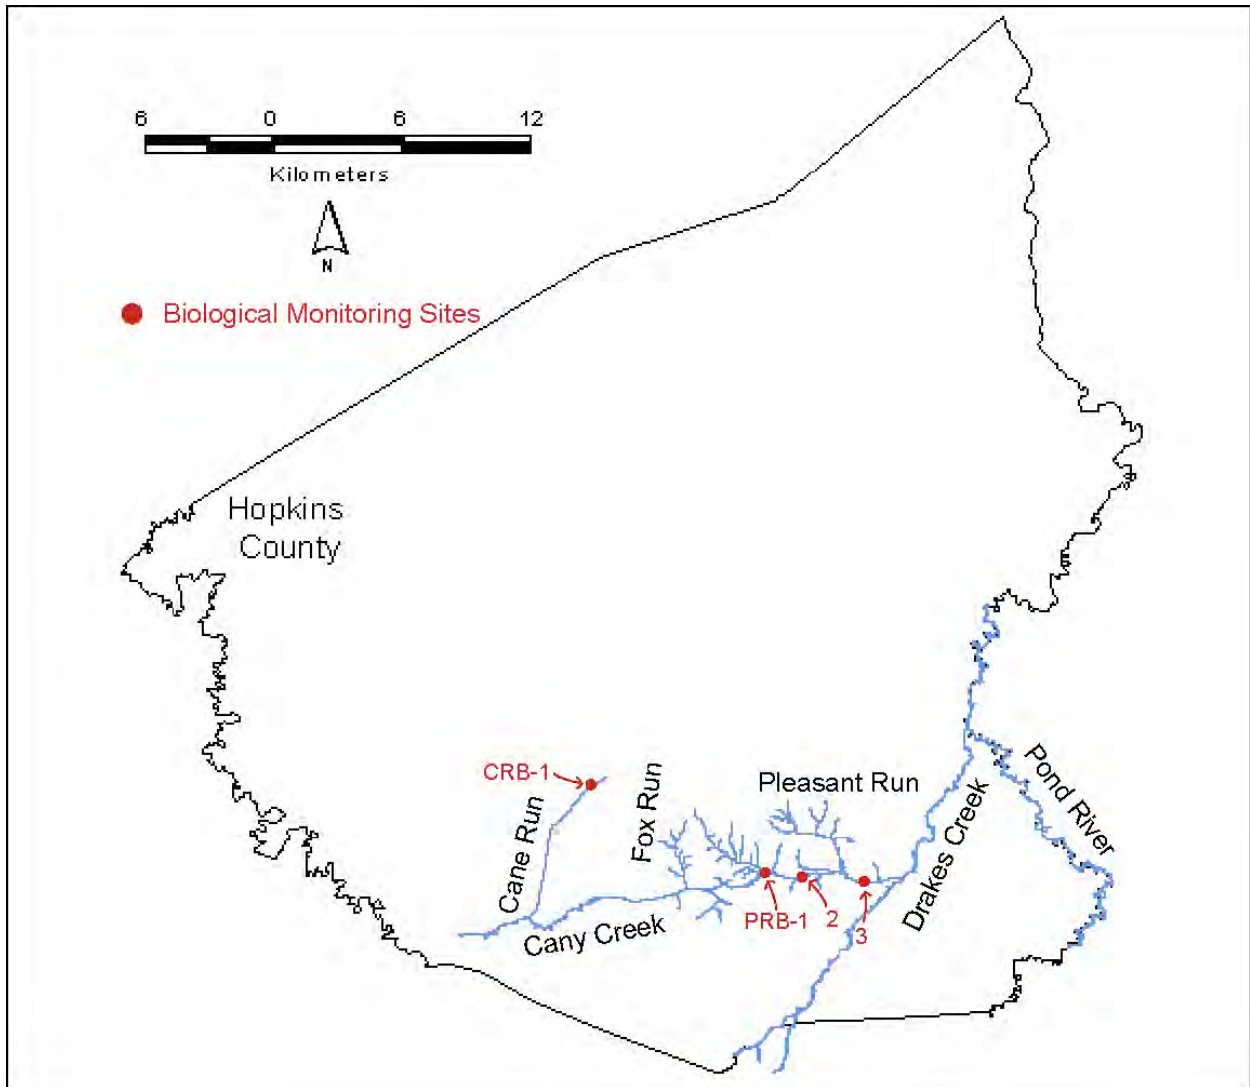 6 0 6 12
Kilometers
N
Biological Monitoring Sites
Hopkins
County
CRB-1
Cane Run
Fox Run
Pleasant Run
Pond River
Drakes Creek
PRB-1
2
3
Cany Creek